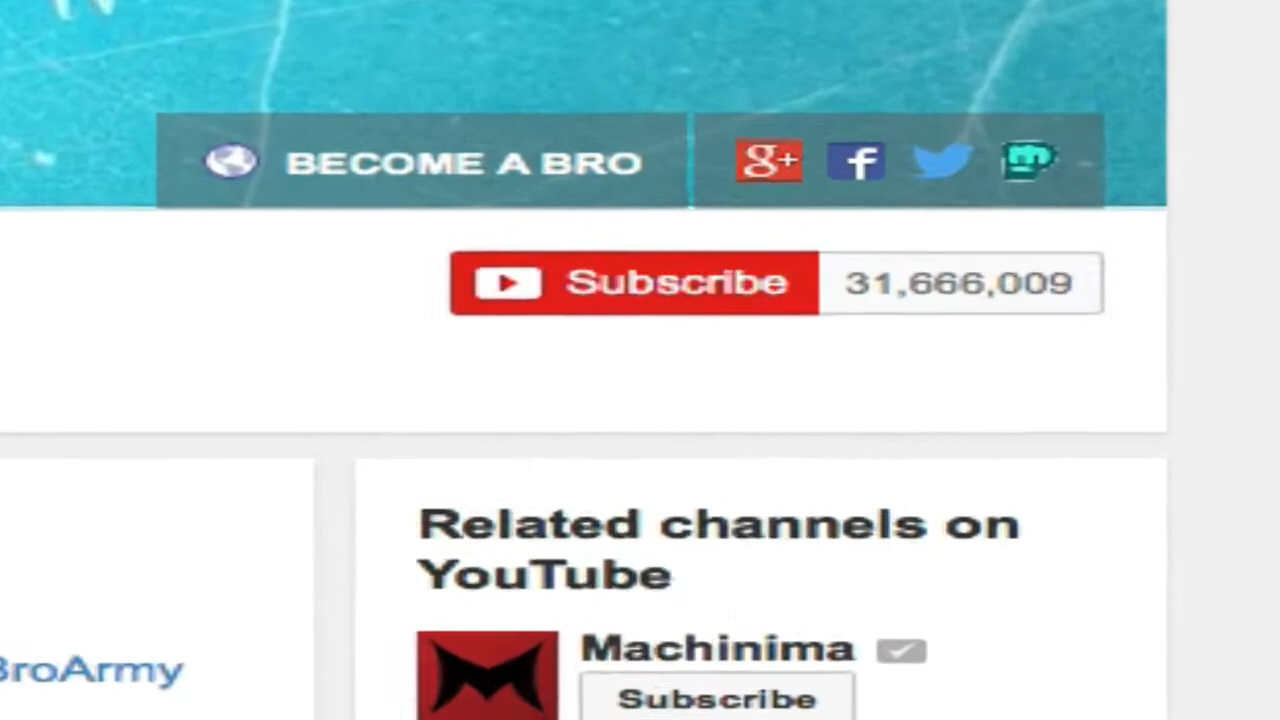 BECOME A BRO
g+ f
Subscribe 31,666,009
Related channels on
YouTube
BroArmy
Machinima
Subscribe